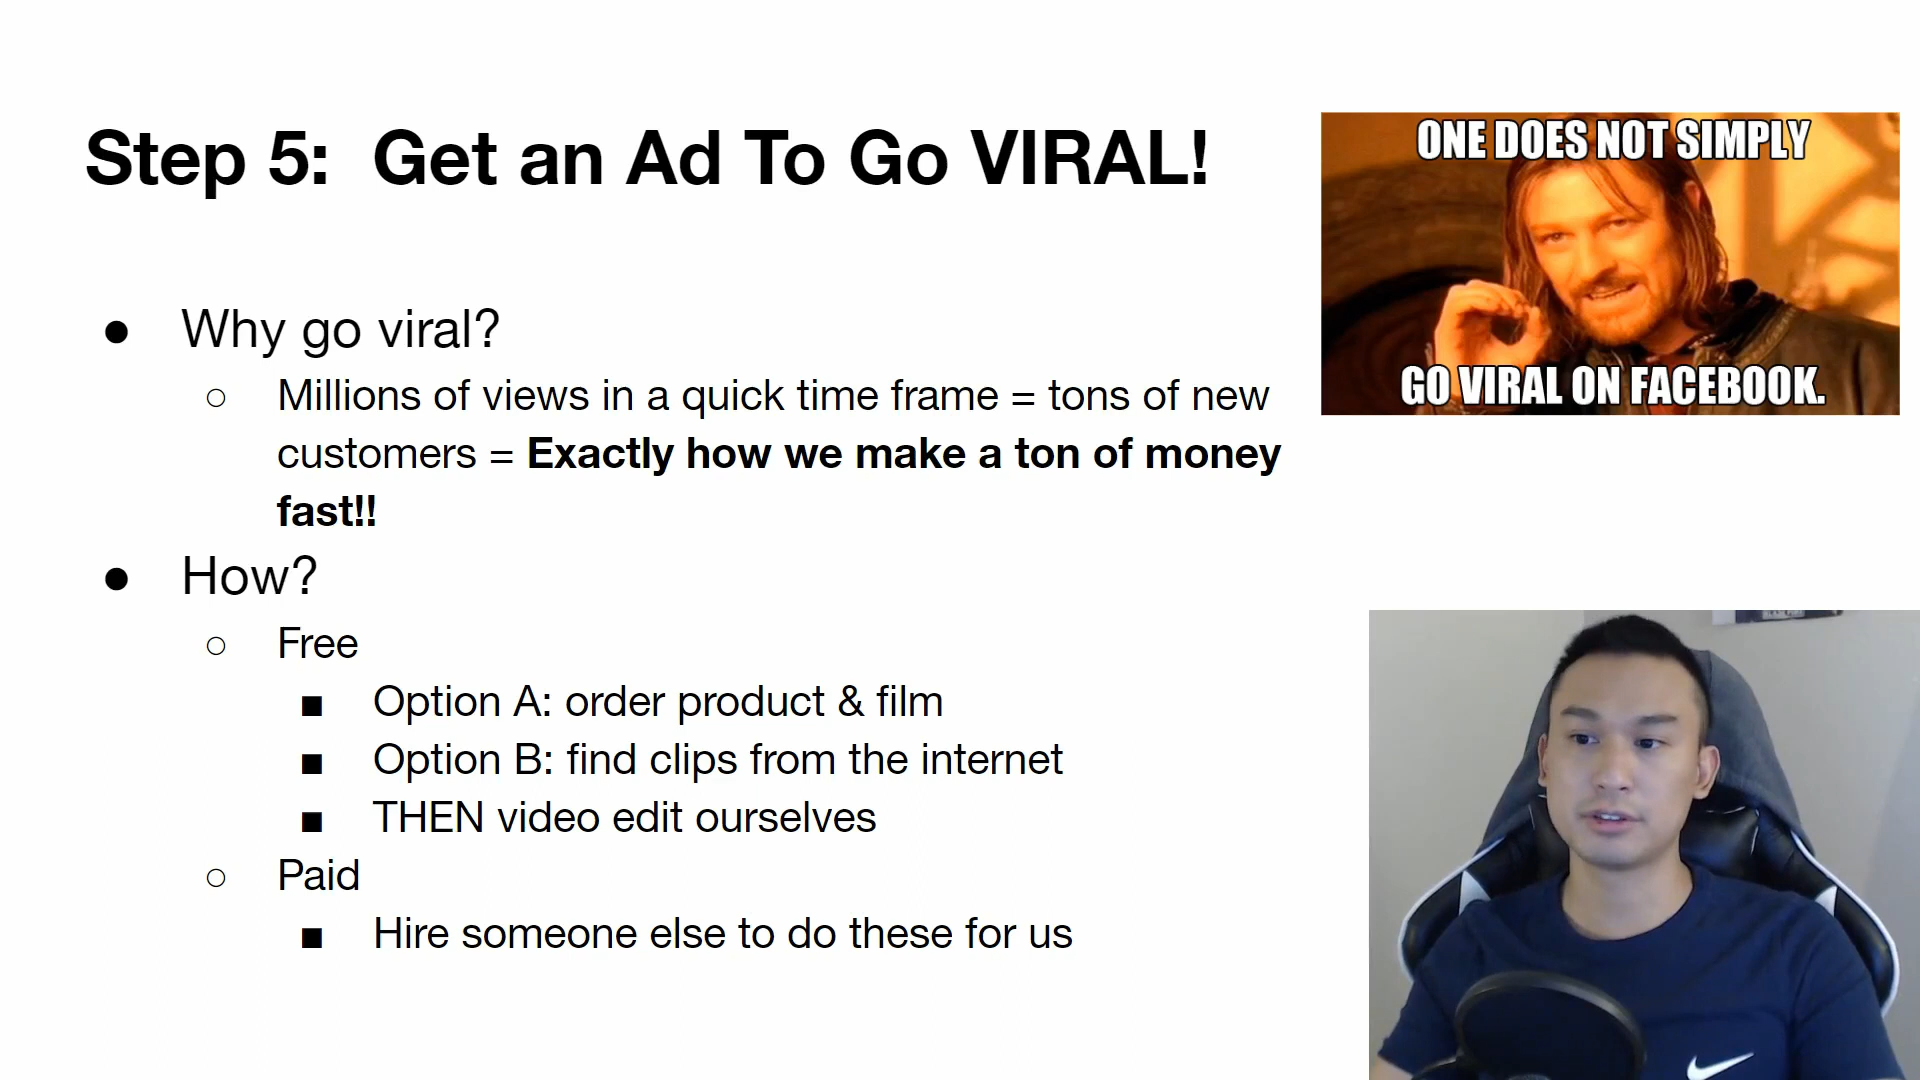 Step 5:  Get an Ad To Go VIRAL!
ONE DOES NOT SIMPLY
GO VIRAL ON FACEBOOK.
● Why go viral?
○ Millions of views in a quick time frame = tons of new
customers = Exactly how we make a ton of money
fast!!
● How?
○ Free
■ Option A: order product & film
■ Option B: find clips from the internet
■ THEN video edit ourselves
○ Paid
■ Hire someone else to do these for us